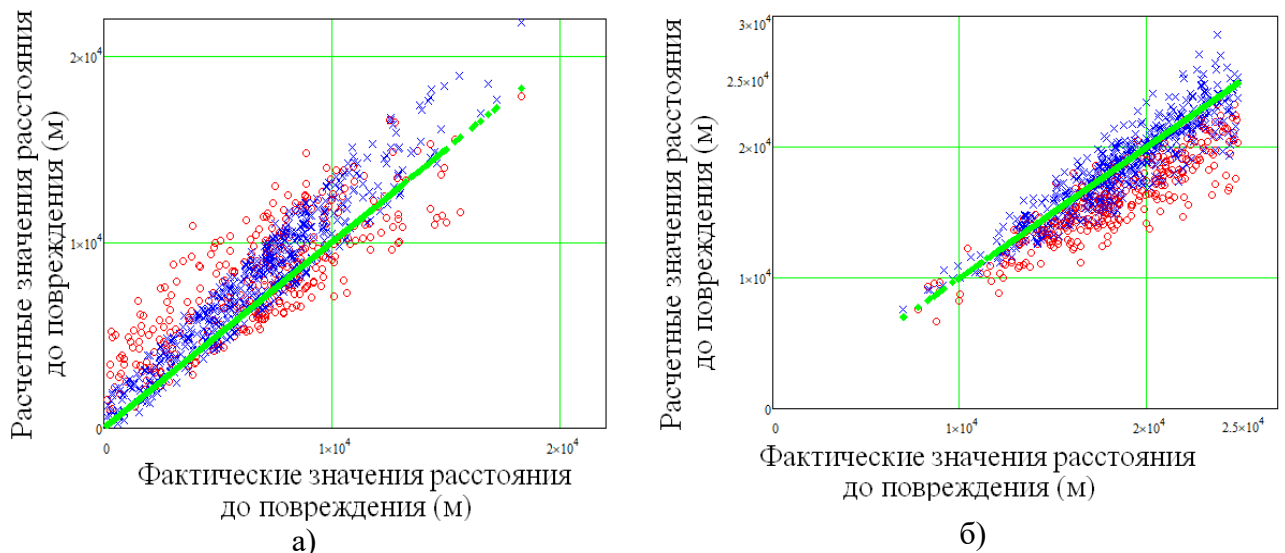 Расчетные значения расстояния
до повреждения (м)
2×10⁴
1×10⁴
0
0
1×10⁴
2×10⁴
Фактические значения расстояния
до повреждения (м)
а)
Расчетные значения расстояния
до повреждения (м)
3×10⁴
2.5×10⁴
2×10⁴
1×10⁴
0
0
1×10⁴
2×10⁴
2.5×10⁴
Фактические значения расстояния
до повреждения (м)
б)